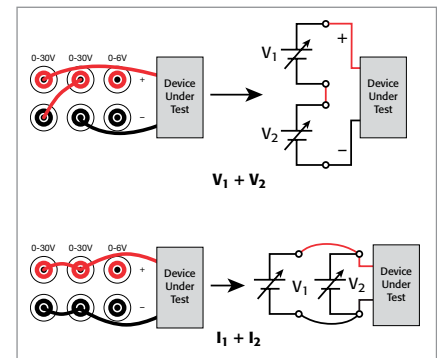 0-30V 0-30V 0-6V
+
Device
Under
Test
−
V1
+
V2
−
Device
Under
Test
V1 + V2
0-30V 0-30V 0-6V
+
Device
Under
Test
−
V1
V2
Device
Under
Test
I1 + I2